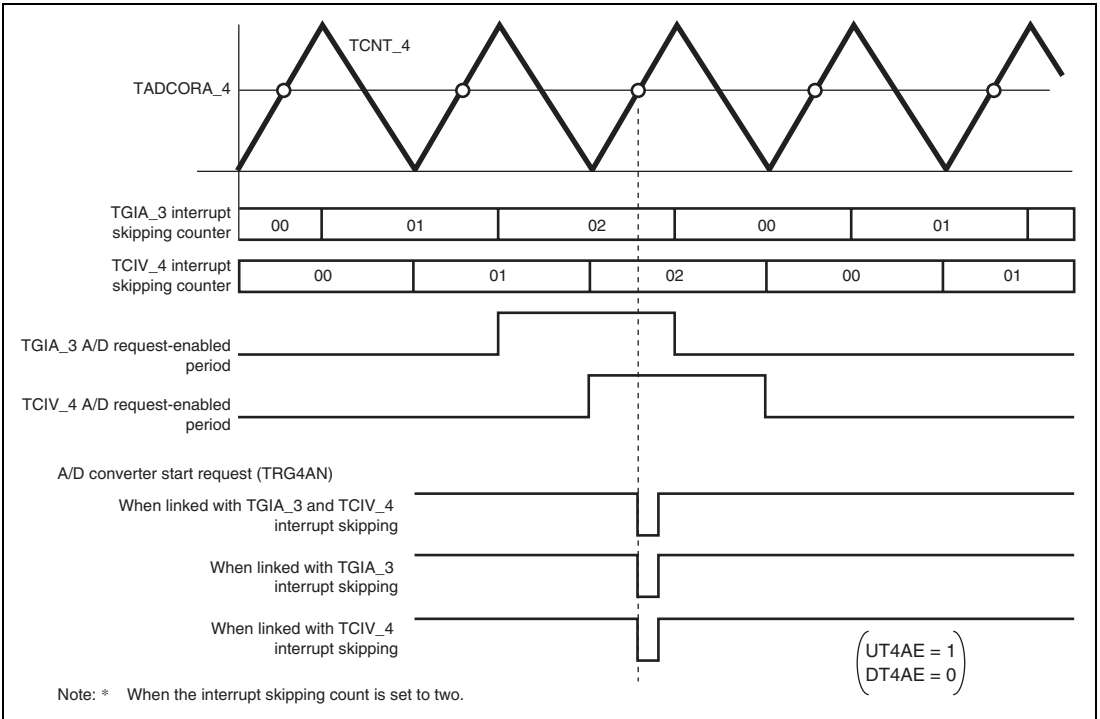 TCNT_4
TADCORA_4
TGIA_3 interrupt
skipping counter
00 01 02 00 01
TCIV_4 interrupt
skipping counter
00 01 02 00 01
TGIA_3 A/D request-enabled
period
TCIV_4 A/D request-enabled
period
A/D converter start request (TRG4AN)
When linked with TGIA_3 and TCIV_4
interrupt skipping
When linked with TGIA_3
interrupt skipping
When linked with TCIV_4
interrupt skipping
UT4AE = 1
DT4AE = 0
Note: * When the interrupt skipping count is set to two.